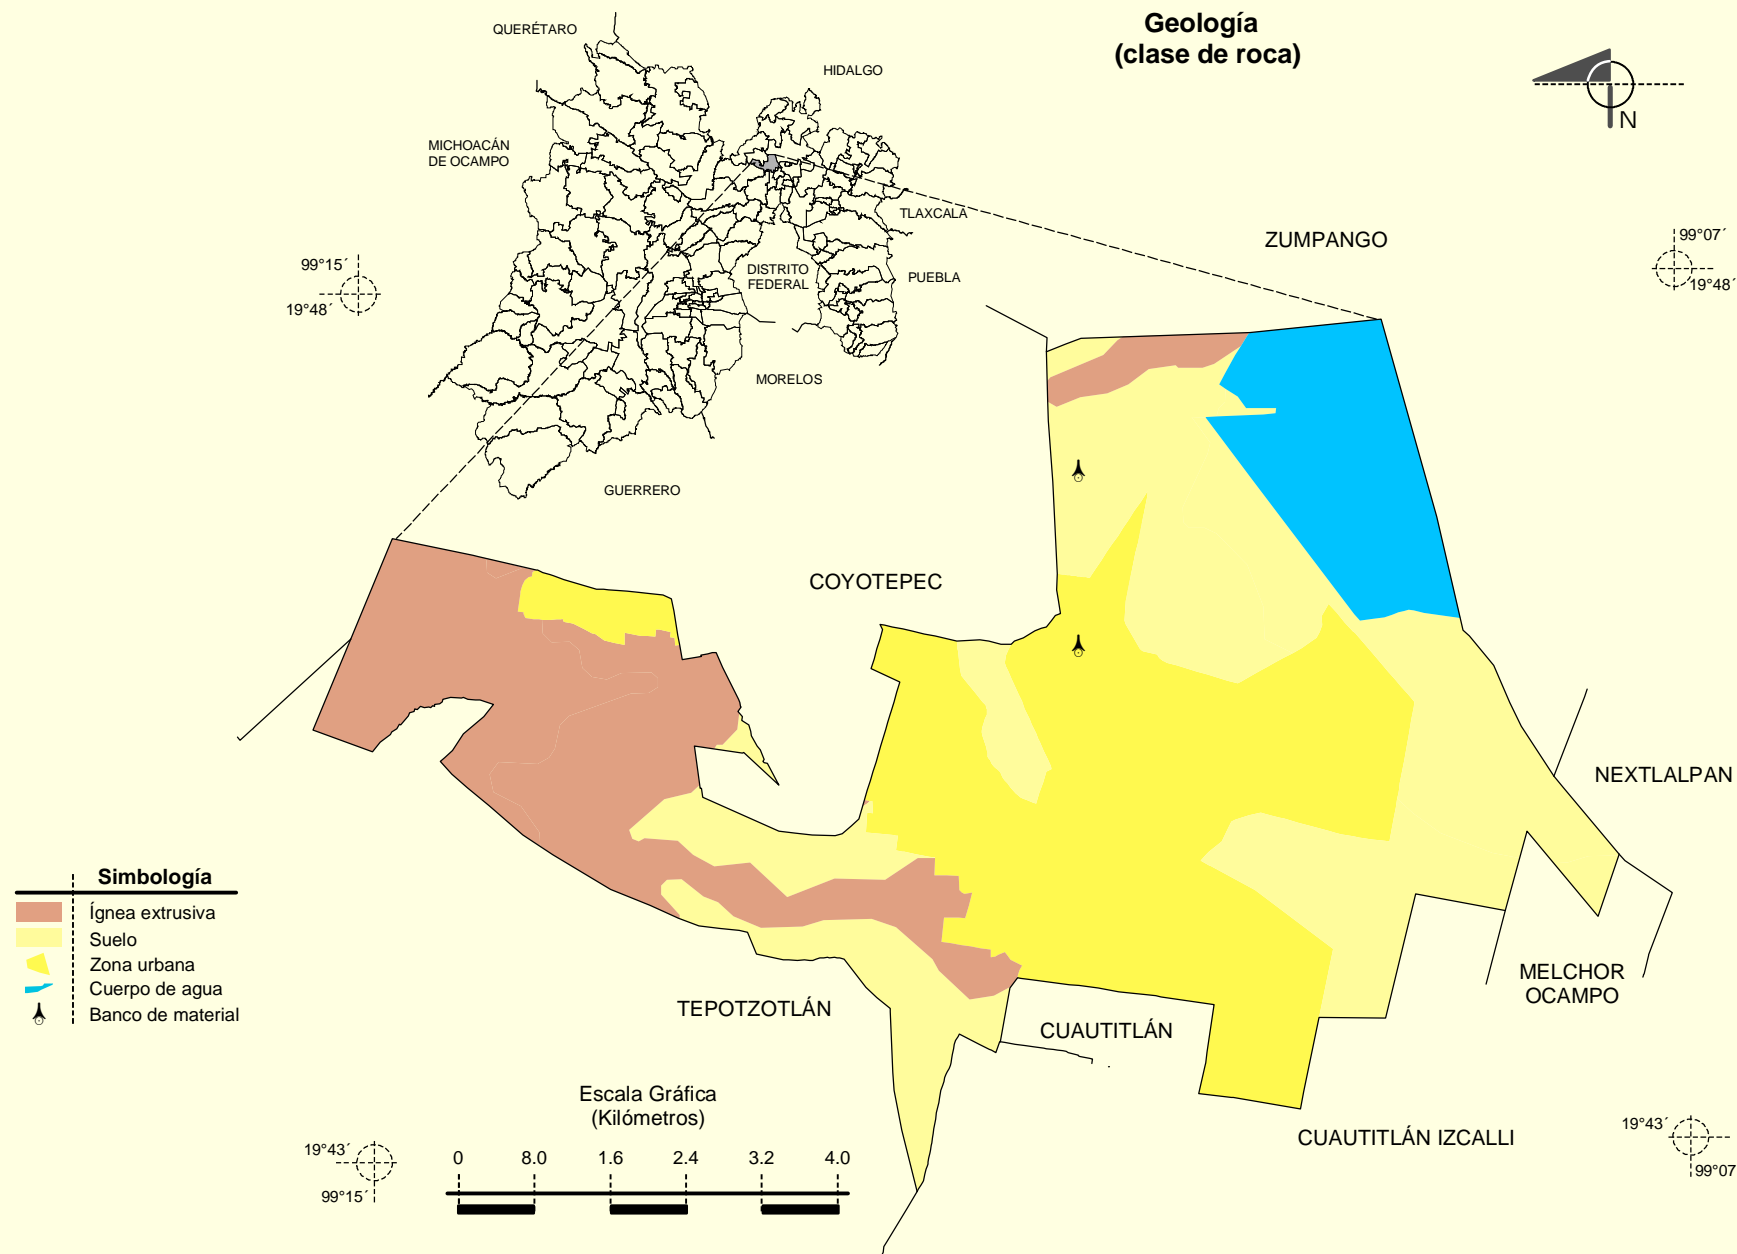 Geología
(clase de roca)
QUERÉTARO
HIDALGO
N
MICHOACÁN
DE OCAMPO
TLAXCALA
ZUMPANGO
99°07´
19°48´
99°15´
19°48´
DISTRITO
FEDERAL
PUEBLA
MORELOS
GUERRERO
COYOTEPEC
NEXTLALPAN
Simbología
Ígnea extrusiva
Suelo
Zona urbana
Cuerpo de agua
Banco de material
TEPOTZOTLÁN
CUAUTITLÁN
MELCHOR
OCAMPO
CUAUTITLÁN IZCALLI
Escala Gráfica
(Kilómetros)
0 8.0 1.6 2.4 3.2 4.0
19°43´
99°15´
19°43´
99°07